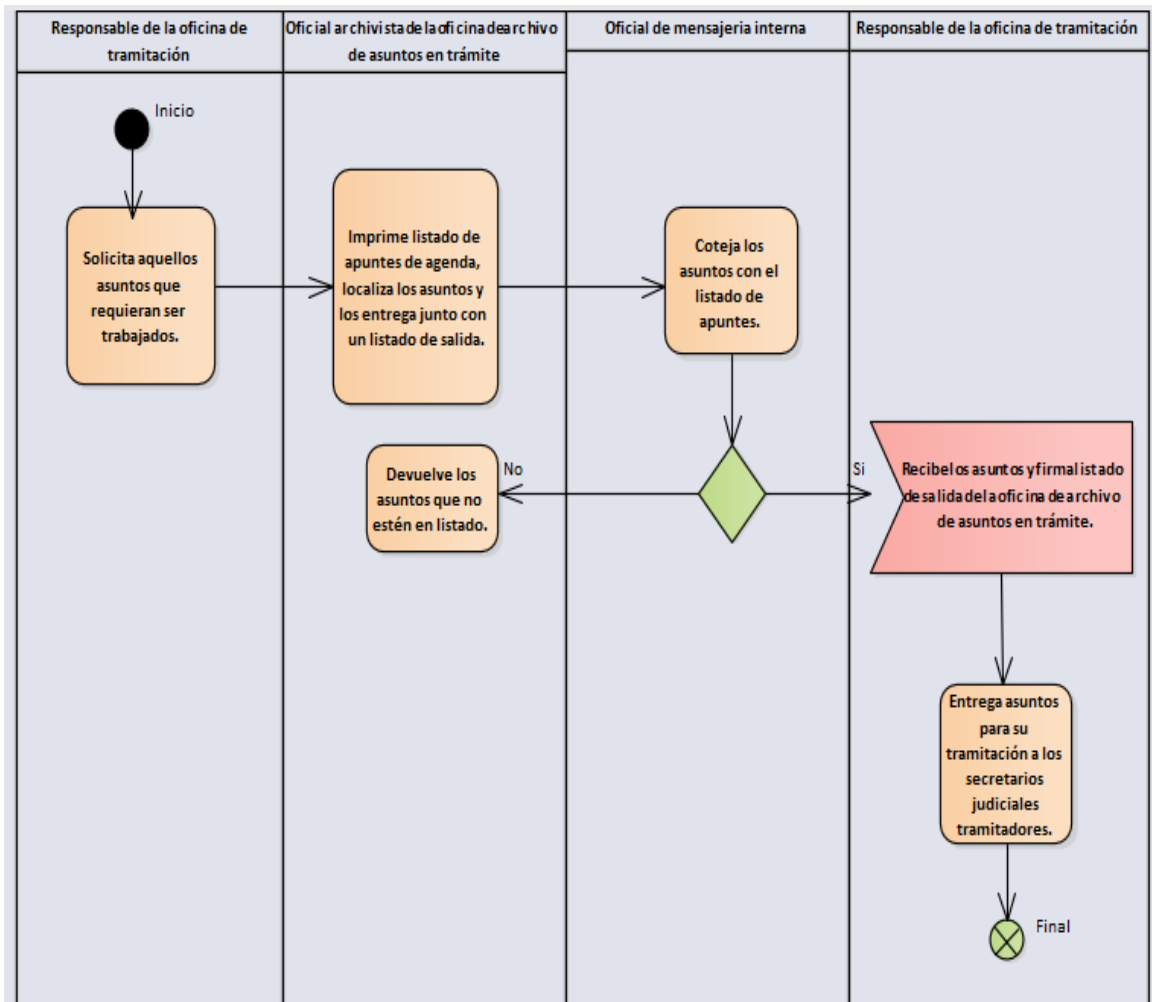 Responsable de la oficina de
tramitación
Oficial archivista de la oficina de archivo
de asuntos en trámite
Oficial de mensajeria interna
Responsable de la oficina de tramitación
Inicio
Solicita aquellos
asuntos que
requieran ser
trabajados.
Imprime listado de
apuntes de agenda,
localiza los asuntos y
los entrega junto con
un listado de salida.
Coteja los
asuntos con el
listado de
apuntes.
Devuelve los
asuntos que no
estén en listado.
No
Si
Recibe los asuntos y firma listado
de salida de la oficina de archivo
de asuntos en trámite.
Entrega asuntos
para su
tramitación a los
secretarios
judiciales
tramitadores.
Final